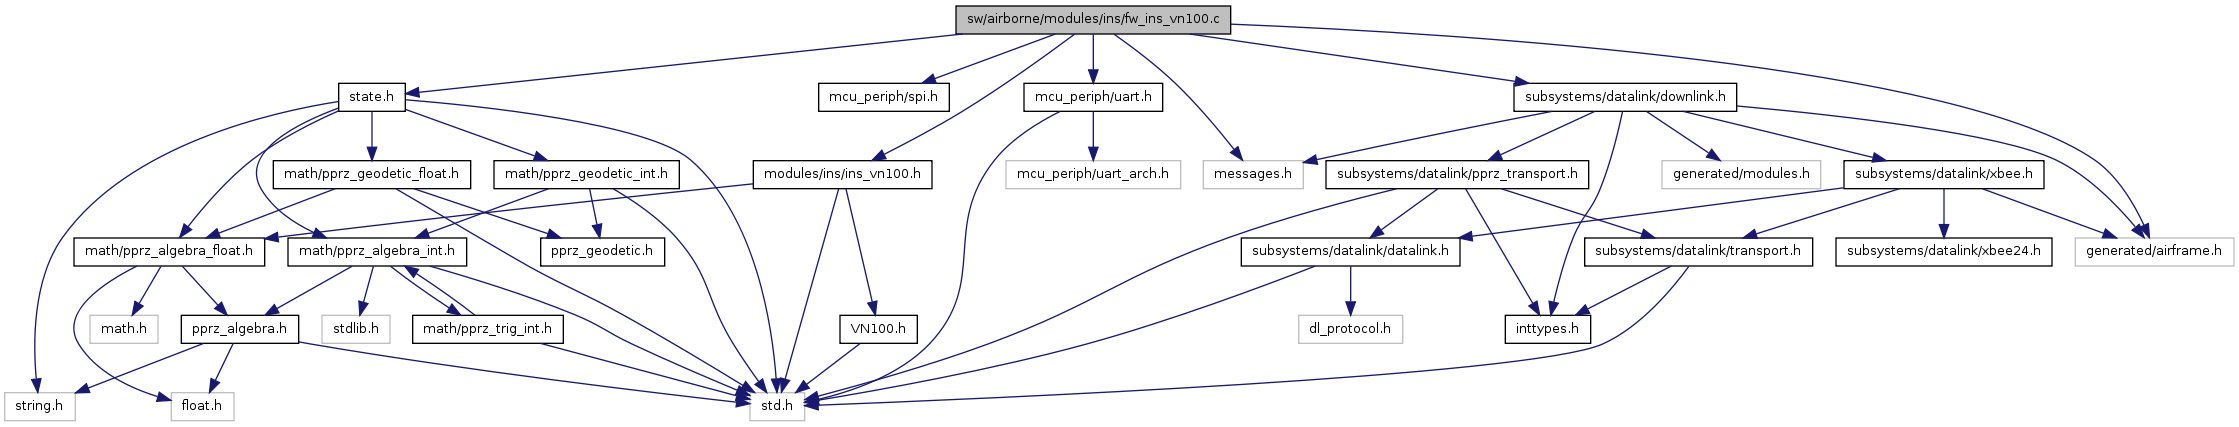 sw/airborne/modules/ins/fw_ins_vn100.c
state.h
mcu_periph/spi.h
mcu_periph/uart.h
subsystems/datalink/downlink.h
math/pprz_geodetic_float.h
math/pprz_geodetic_int.h
modules/ins/ins_vn100.h
mcu_periph/uart_arch.h
messages.h
subsystems/datalink/pprz_transport.h
generated/modules.h
subsystems/datalink/xbee.h
math/pprz_algebra_float.h
math/pprz_algebra_int.h
pprz_geodetic.h
subsystems/datalink/datalink.h
subsystems/datalink/transport.h
subsystems/datalink/xbee24.h
generated/airframe.h
math.h
pprz_algebra.h
stdlib.h
math/pprz_trig_int.h
VN100.h
dl_protocol.h
inttypes.h
string.h
float.h
std.h